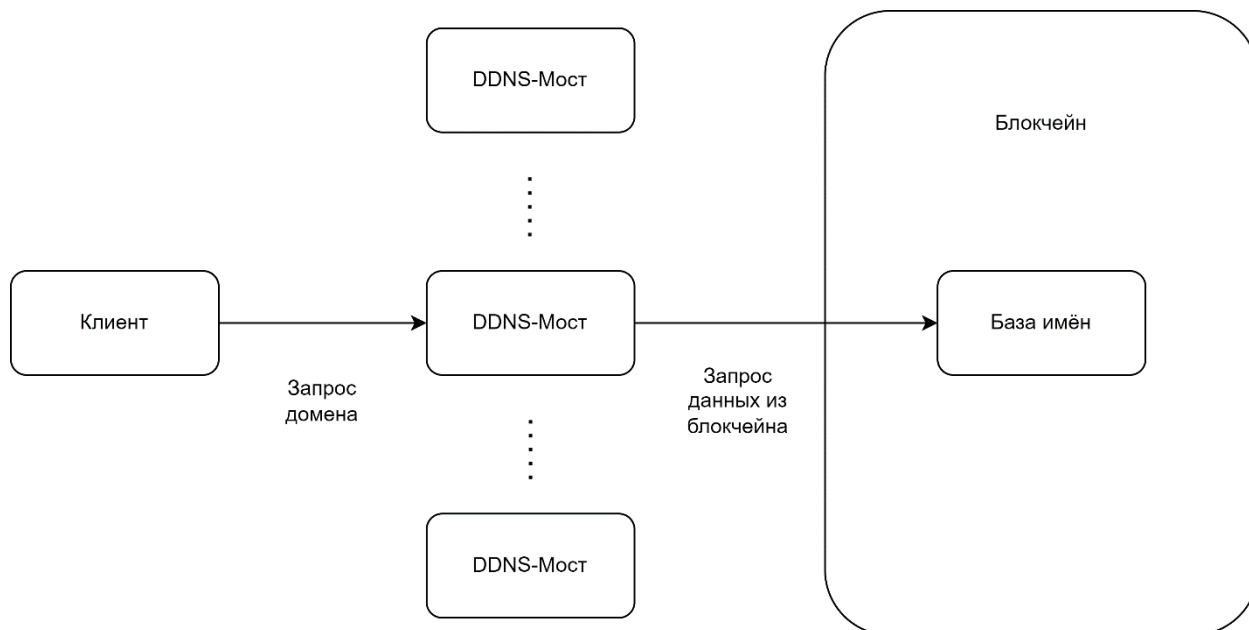 DDNS-Мост
Блокчейн
Клиент
DDNS-Мост
База имён
Запрос
домена
Запрос
данных из
блокчейна
DDNS-Мост